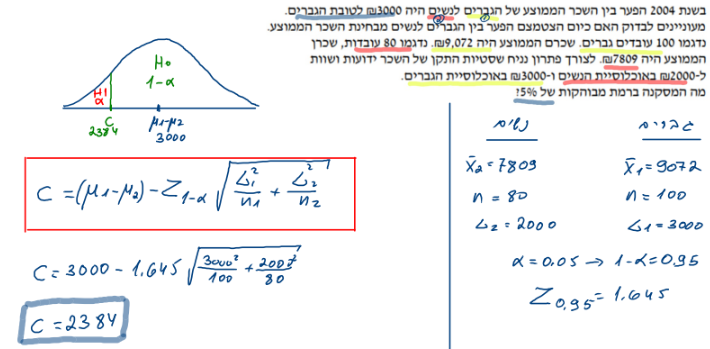 בשנת 2004 הפער בין השכר הממוצע של הגברים לנשים היה 3000₪ לטובת הגברים.
מעוניינים לבדוק האם כיום הצטמצם הפער בין הגברים לנשים מבחינת השכר הממוצע.
נדגמו 100 עובדים גברים. שכרם הממוצע היה 9,072₪. נדגמו 80 עובדות, שכרן
הממוצע היה 7809₪. לצורך פתרון נניח שסטיות התקן של השכר ידועות ושוות
ל-2000₪ באוכלוסיית הנשים ו-3000₪ באוכלוסיית הגברים.
מה המסקנה ברמת מובהקות של 5%?
① ②
H₀
1-α
H1
α
C
2384
μ1-μ2
3000
C = (μ1-μ2) - Z₁₋α √(σ₁²/n1 + σ₂²/n2)
C = 3000 - 1.645 √(3000²/100 + 2000²/80)
C = 2384
גברים נשים
x̄₁ = 9072 x̄₂ = 7809
n = 100 n = 80
σ1 = 3000 σ2 = 2000
α = 0.05 → 1-α = 0.95
Z₀.₉₅ = 1.645